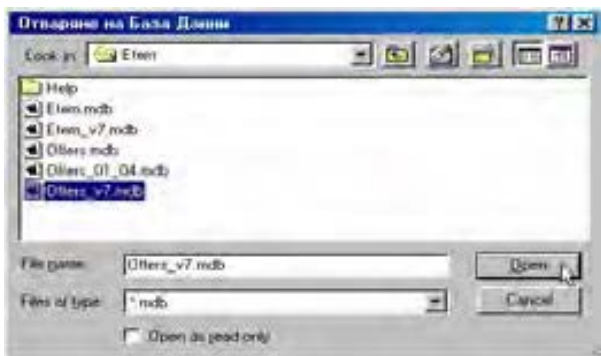 Отваряне на База Данни
Look in: Etem
Help
Etem.mdb
Etem_v7.mdb
Offers.mdb
Offers_01_04.mdb
Offers_v7.mdb
File name: Offers_v7.mdb Open
Files of type: *.mdb Cancel
Open as read-only